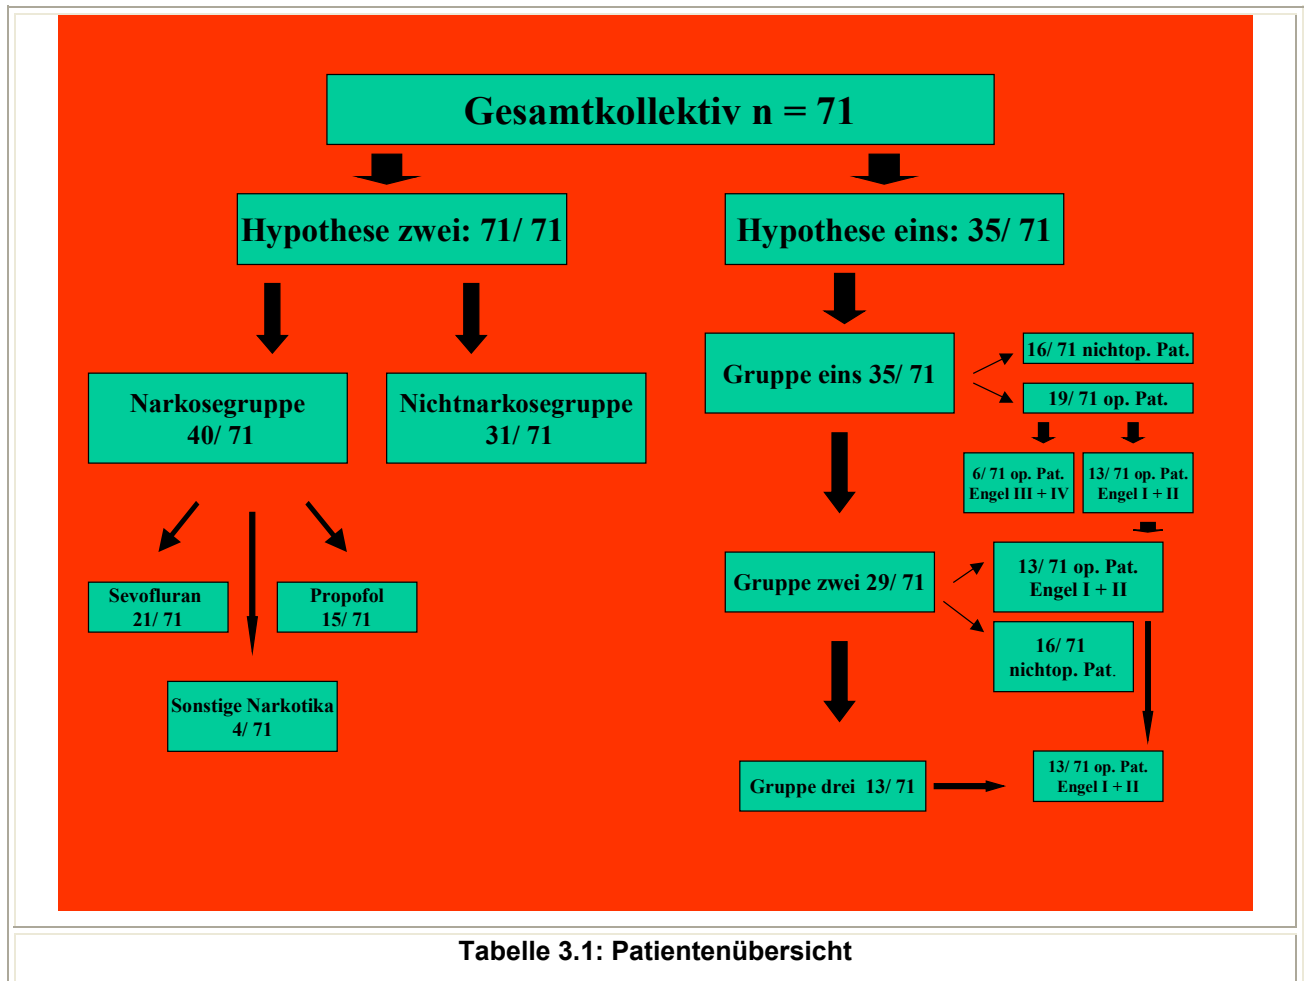 Gesamtkollektiv n = 71
Hypothese zwei: 71/ 71
Hypothese eins: 35/ 71
Narkosegruppe
40/ 71
Nichtnarkosegruppe
31/ 71
Sevofluran
21/ 71
Propofol
15/ 71
Sonstige Narkotika
4/ 71
Gruppe eins 35/ 71
16/ 71 nichtop. Pat.
19/ 71 op. Pat.
6/ 71 op. Pat.
Engel III + IV
13/ 71 op. Pat.
Engel I + II
Gruppe zwei 29/ 71
13/ 71 op. Pat.
Engel I + II
16/ 71
nichtop. Pat.
Gruppe drei 13/ 71
13/ 71 op. Pat.
Engel I + II
Tabelle 3.1: Patientenübersicht